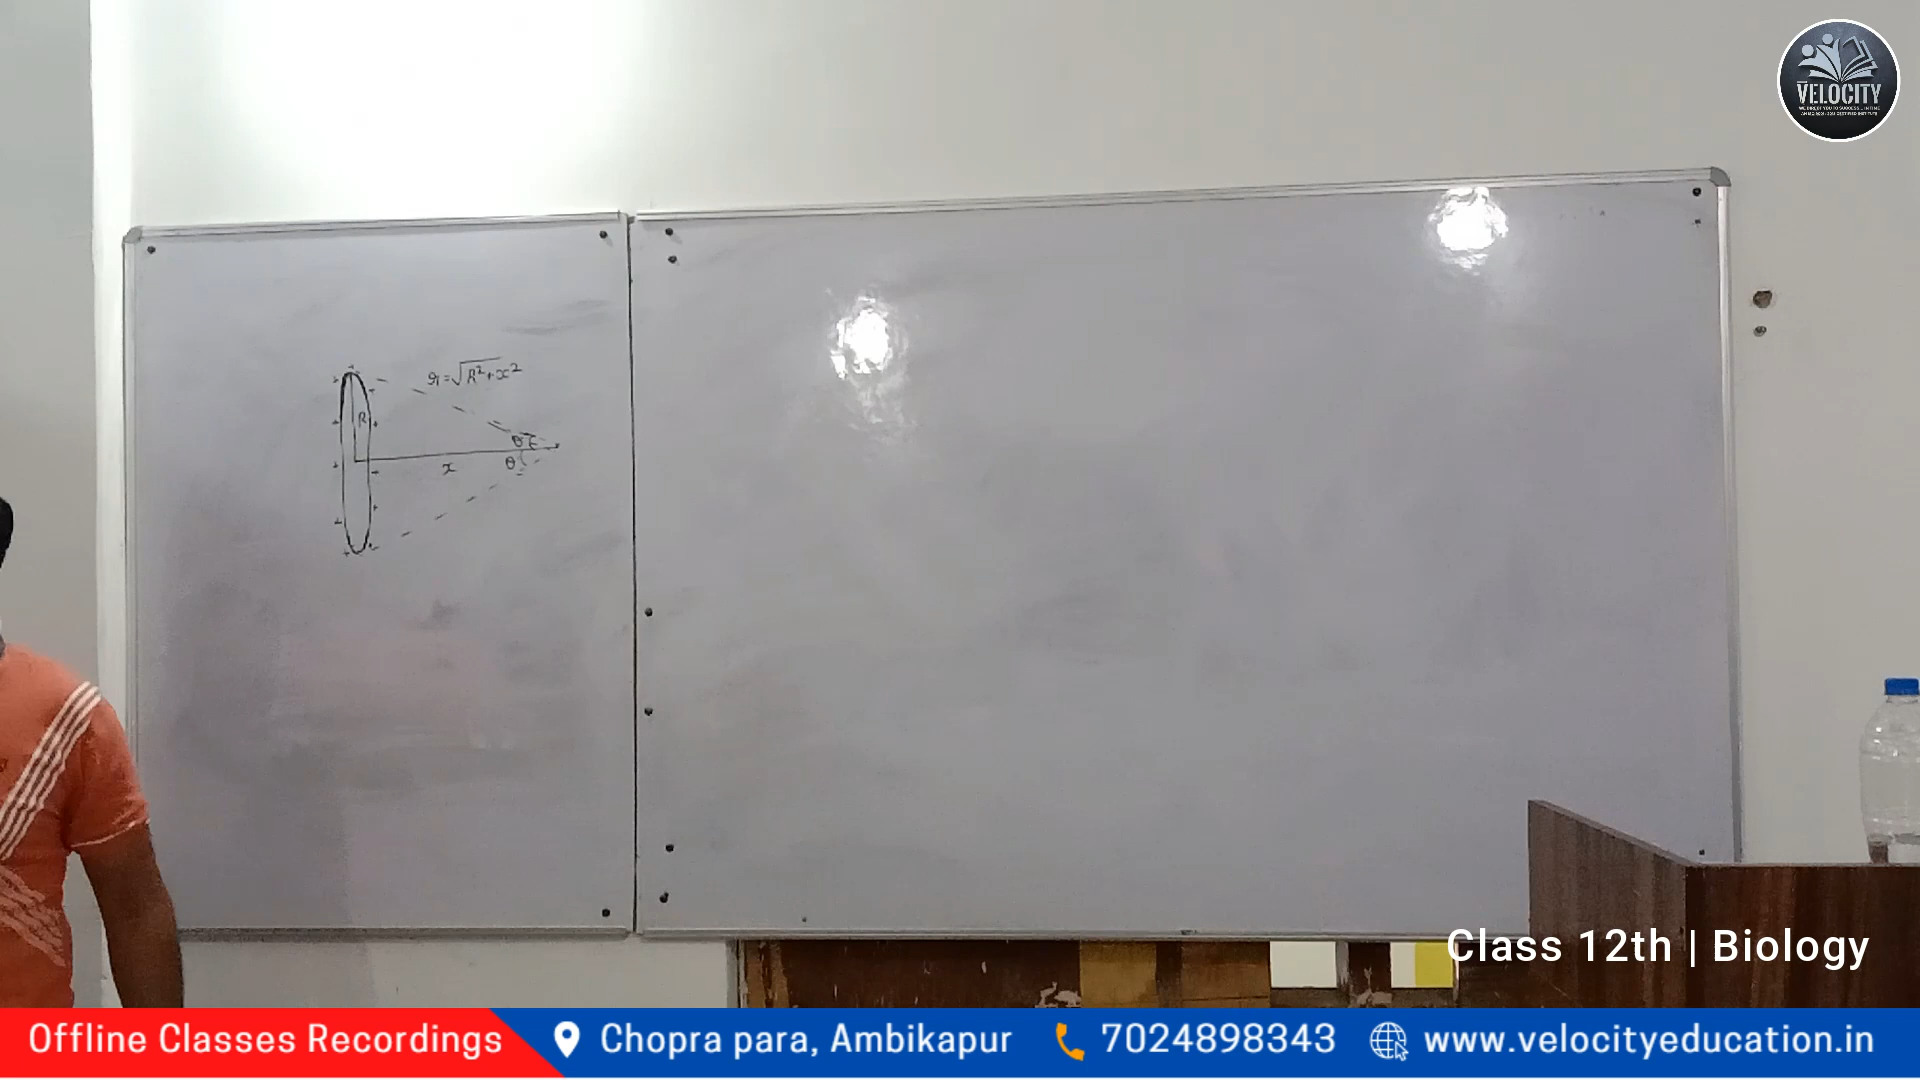 VELOCITY
r=√R²+x²
R
θ
x
θ
Class 12th | Biology
Offline Classes Recordings
Chopra para, Ambikapur
7024898343
www.velocityeducation.in